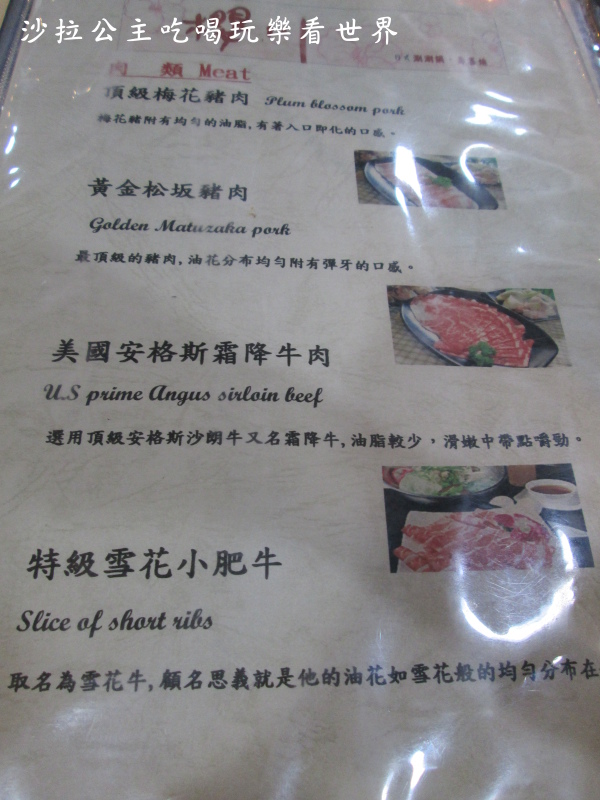 沙拉公主吃喝玩樂看世界
肉 類 Meat
頂級梅花豬肉 Plum blossom pork
梅花豬附有均勻的油脂,有著入口即化的口感。
黃金松坂豬肉
Golden Matuzaka pork
最頂級的豬肉,油花分布均勻附有彈牙的口感。
美國安格斯霜降牛肉
U.S prime Angus sirloin beef
選用頂級安格斯沙朗牛又名霜降牛,油脂較少,滑嫩中帶點嚼勁。
特級雪花小肥牛
Slice of short ribs
取名為雪花牛,顧名思義就是他的油花如雪花般的均勻分布在